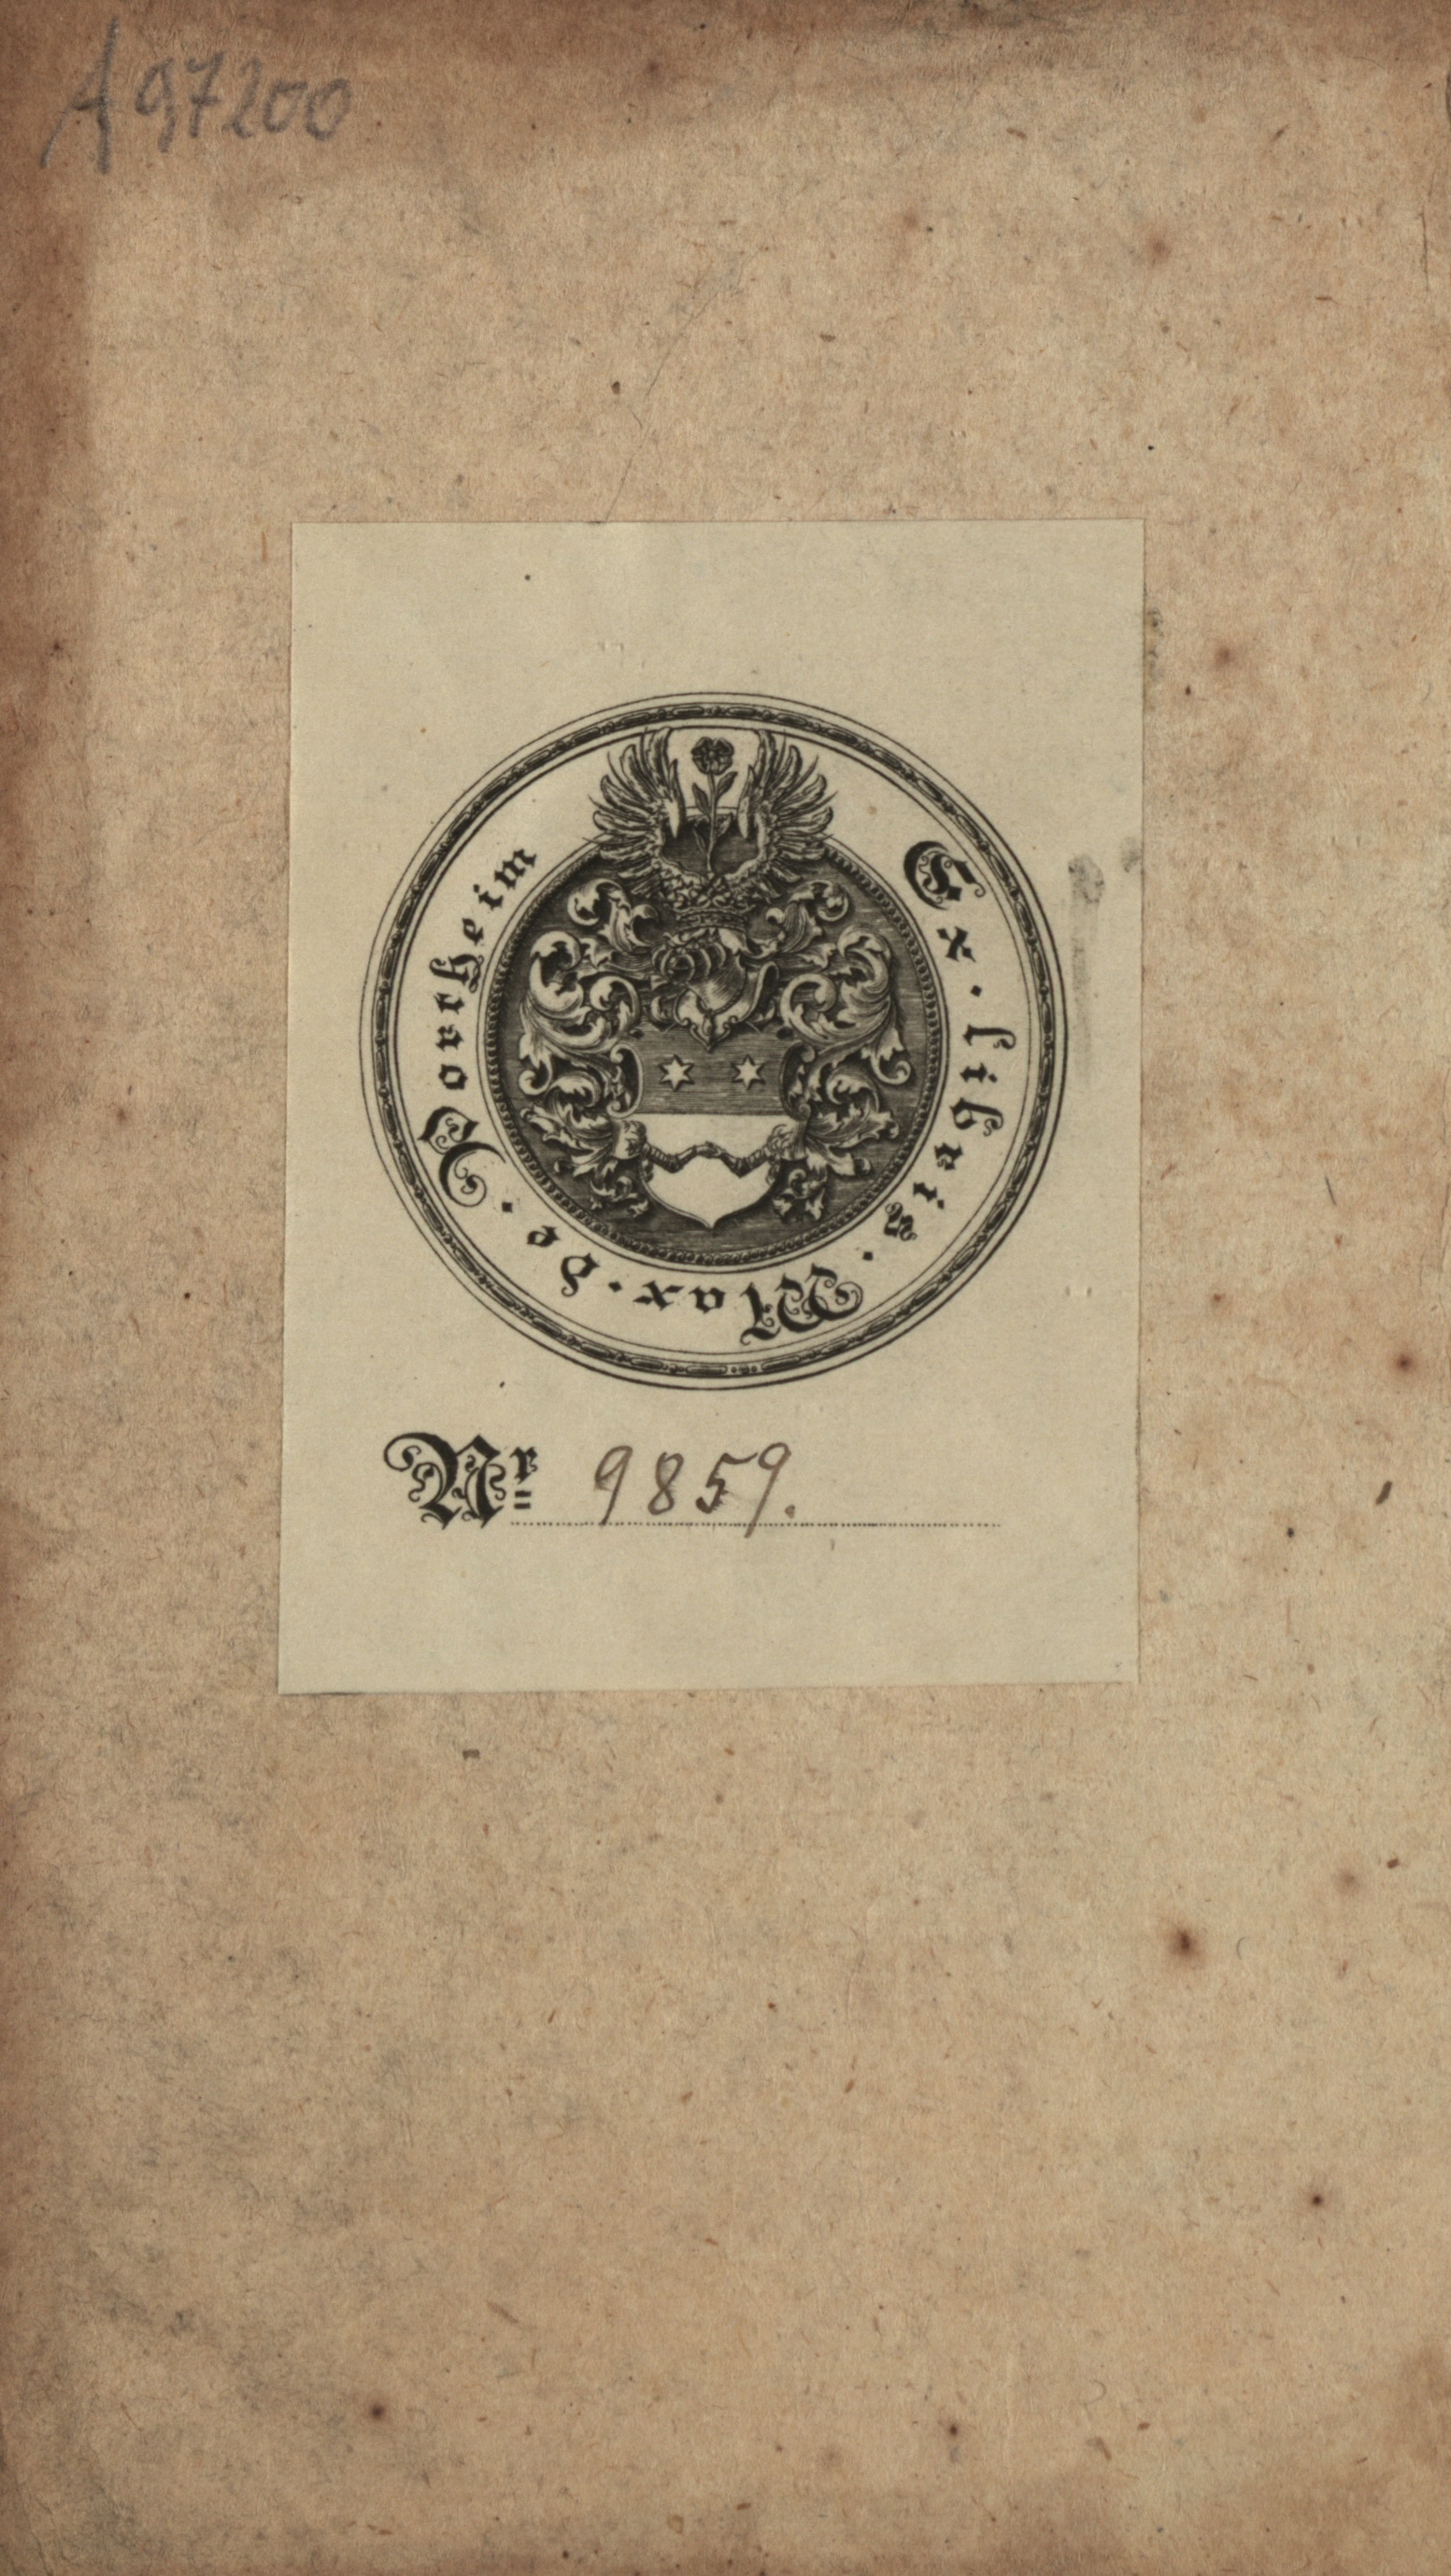 A 97200
Ex · libris · Max · de · Portheim
Nr 9859.